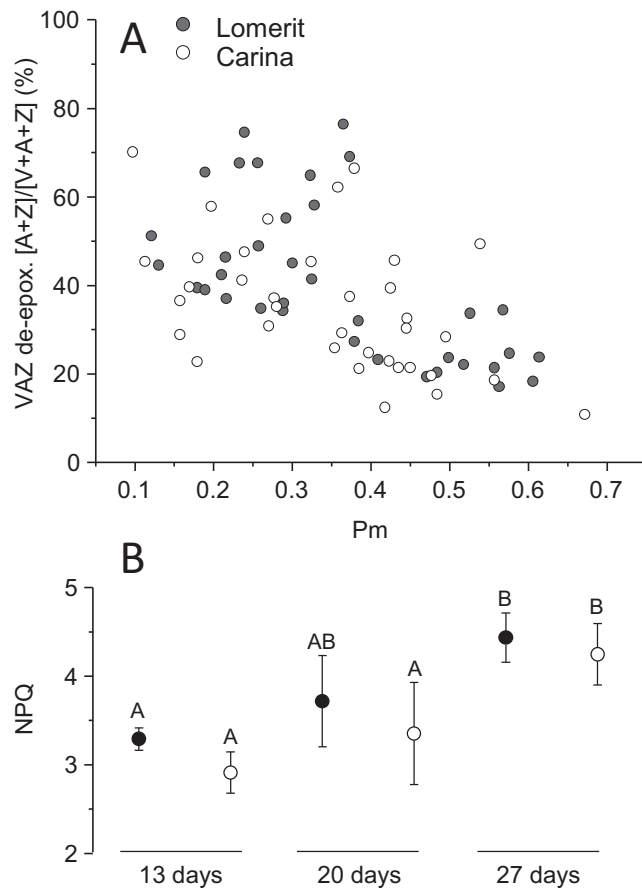 A
Lomerit
Carina
VAZ de-epox. [A+Z]/[V+A+Z] (%)
100
80
60
40
20
0
0.1 0.2 0.3 0.4 0.5 0.6 0.7
Pm
B
NPQ
5
4
3
2
A A AB A B B
13 days 20 days 27 days